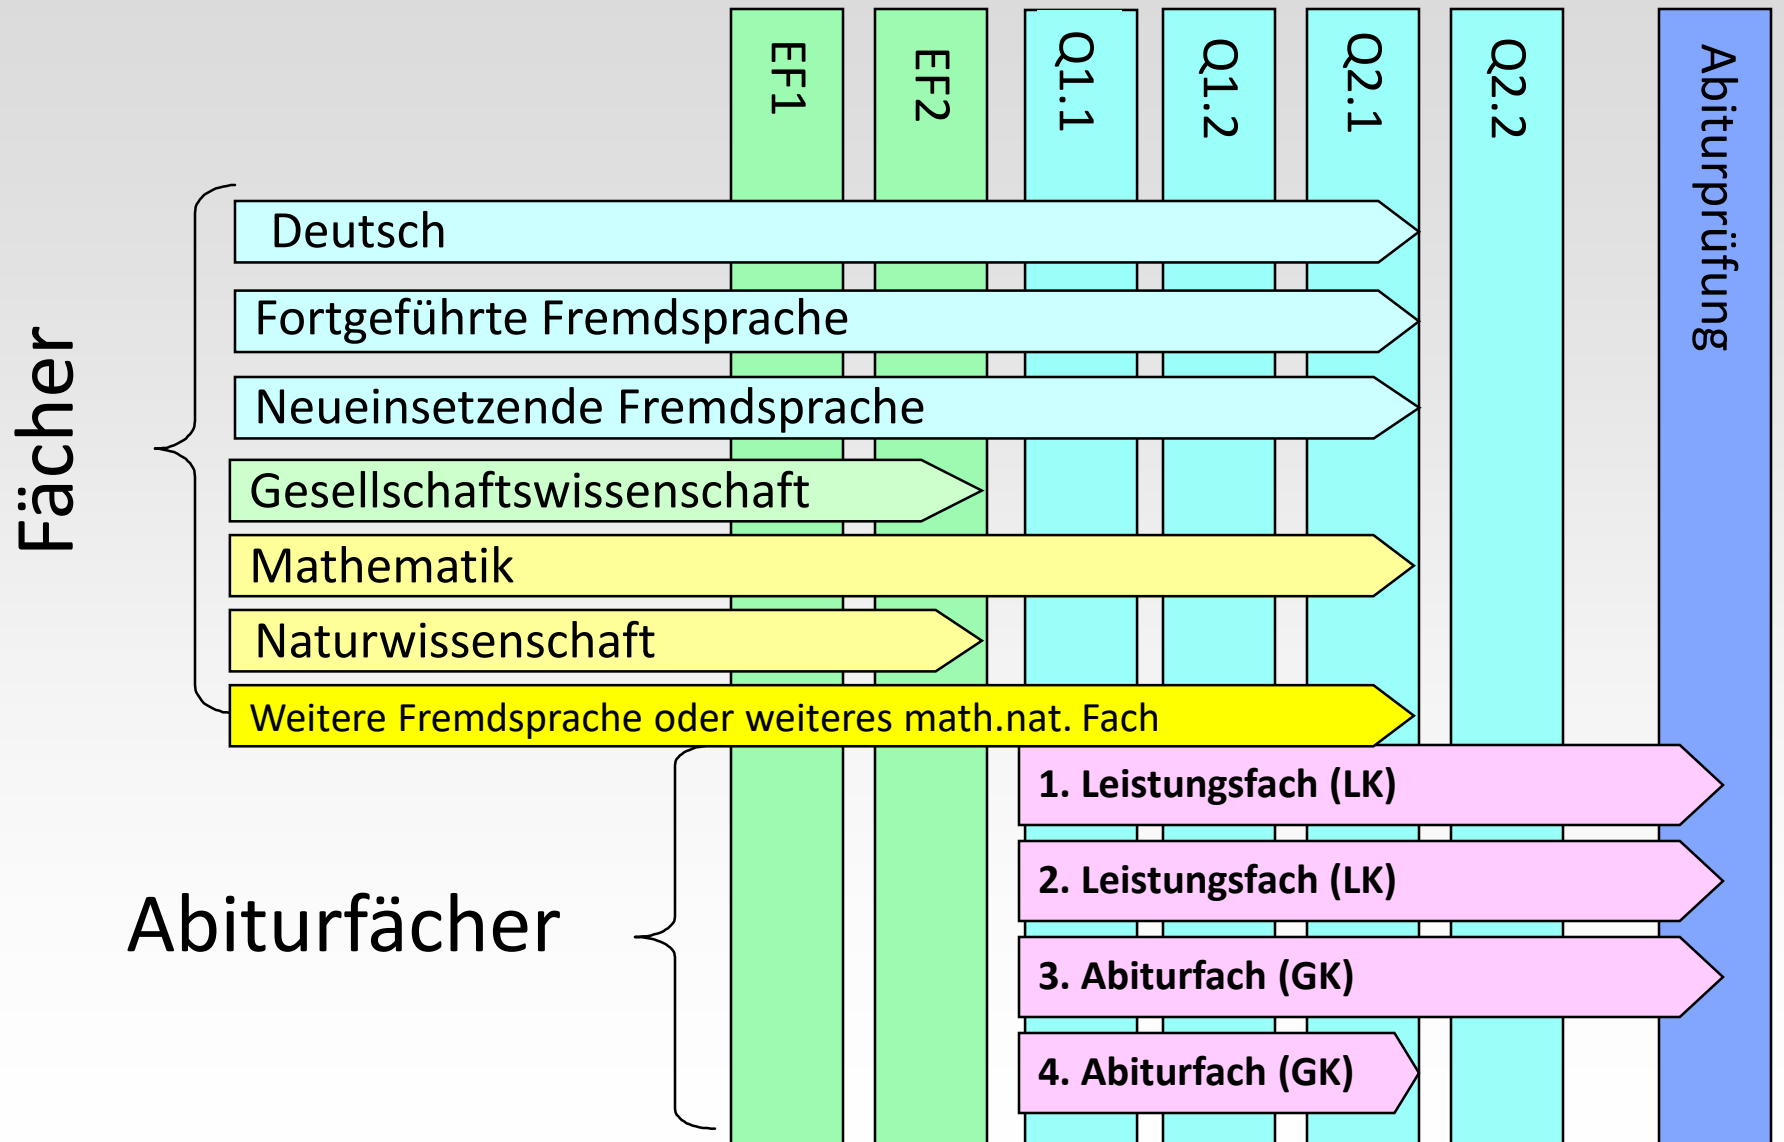 EF1
EF2
Q1.1
Q1.2
Q2.1
Q2.2
Abiturprüfung
Fächer
Deutsch
Fortgeführte Fremdsprache
Neueinsetzende Fremdsprache
Gesellschaftswissenschaft
Mathematik
Naturwissenschaft
Weitere Fremdsprache oder weiteres math.nat. Fach
Abiturfächer
1. Leistungsfach (LK)
2. Leistungsfach (LK)
3. Abiturfach (GK)
4. Abiturfach (GK)